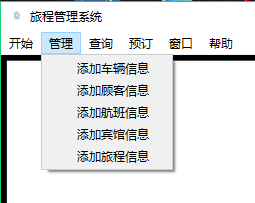 旅程管理系统
开始 管理 查询 预订 窗口 帮助
添加车辆信息
添加顾客信息
添加航班信息
添加宾馆信息
添加旅程信息